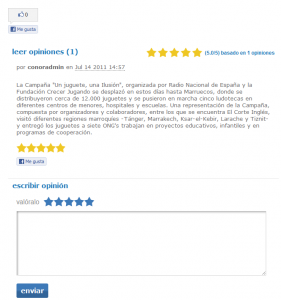 0
Me gusta
leer opiniones (1)
(5.0/5) basado en 1 opiniones
por conoradmin en Jul 14 2011 14:57
La Campaña "Un juguete, una ilusión", organizada por Radio Nacional de España y la
Fundación Crecer Jugando se desplazó en estos días hasta Marruecos, donde se
distribuyeron cerca de 12.000 juguetes y se pusieron en marcha cinco ludotecas en
diferentes centros de menores, hospitales y escuelas. Una representación de la Campaña,
compuesta por organizadores y colaboradores, entre los que se encuentra El Corte Inglés,
visitó diferentes regiones marroquíes -Tánger, Marrakech, Ksar-el-Kebir, Larache y Tiznit-
y entregó los juguetes a siete ONG's trabajan en proyectos educativos, infantiles y en
programas de cooperación.
Me gusta
escribir opinión
valóralo
enviar